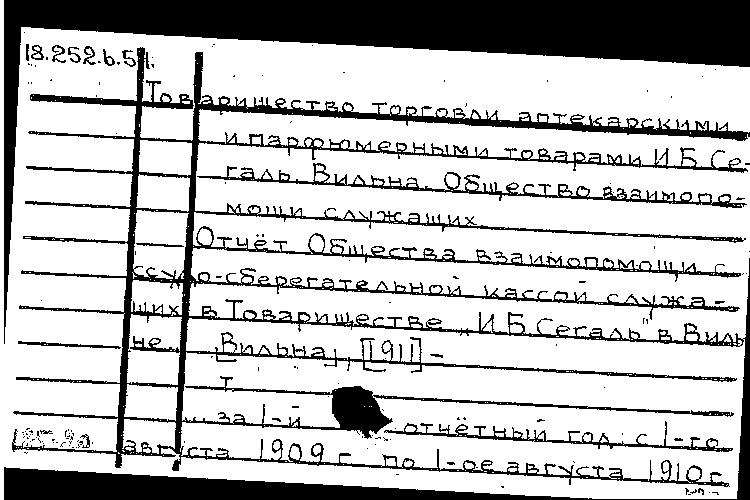 18.252.6.51.
Товарищество торговли аптекарскими
и парфюмерными товарами И.Б. Се-
галь. Вильна. Общество взаимопо-
мощи служащих.
Отчёт Общества взаимопомощи с
ссудо-сберегательной кассой служа-
щих в Товариществе „И.Б. Сегаль" в Виль
не. [Вильна], [1911] –
т.
... за 1-й отчётный год: с 1-го
августа 1909 г. по 1-ое августа 1910 г.